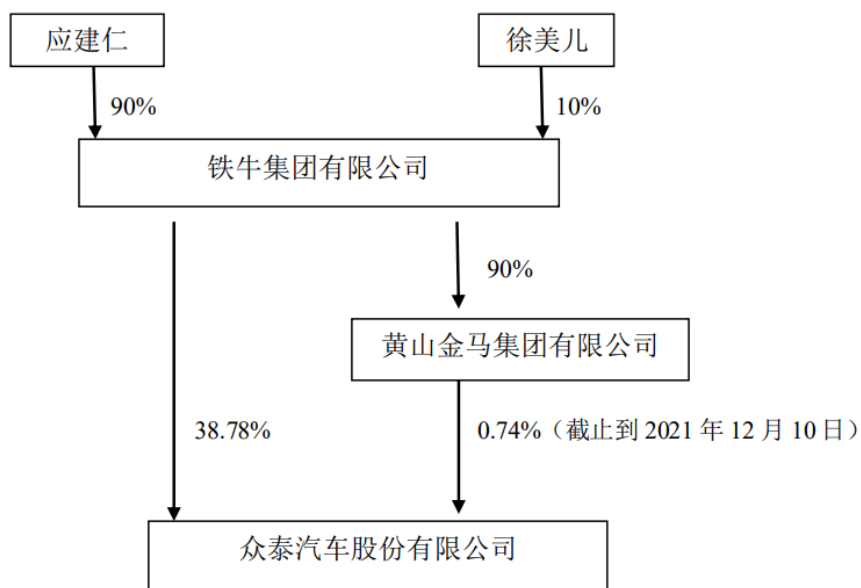 应建仁
徐美儿
90%
10%
铁牛集团有限公司
90%
黄山金马集团有限公司
38.78%
0.74%（截止到 2021 年 12 月 10 日）
众泰汽车股份有限公司